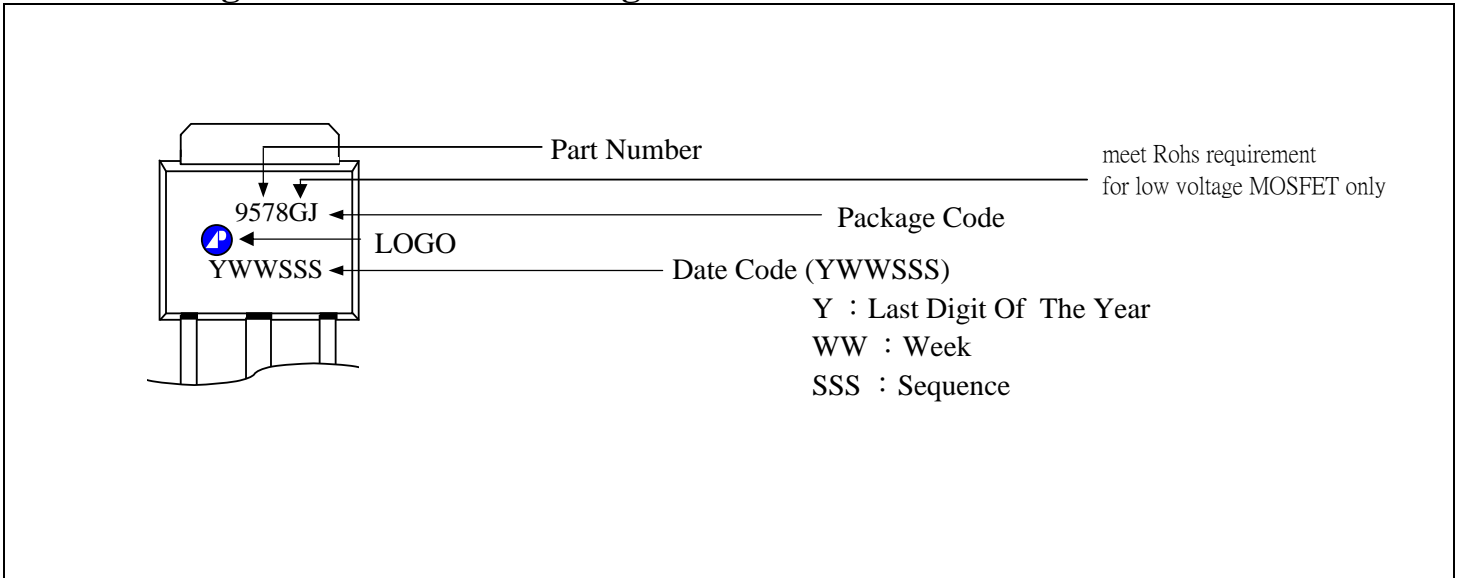 Part Number
meet Rohs requirement
for low voltage MOSFET only
9578GJ
Package Code
LOGO
YWWSSS
Date Code (YWWSSS)
Y : Last Digit Of The Year
WW : Week
SSS : Sequence